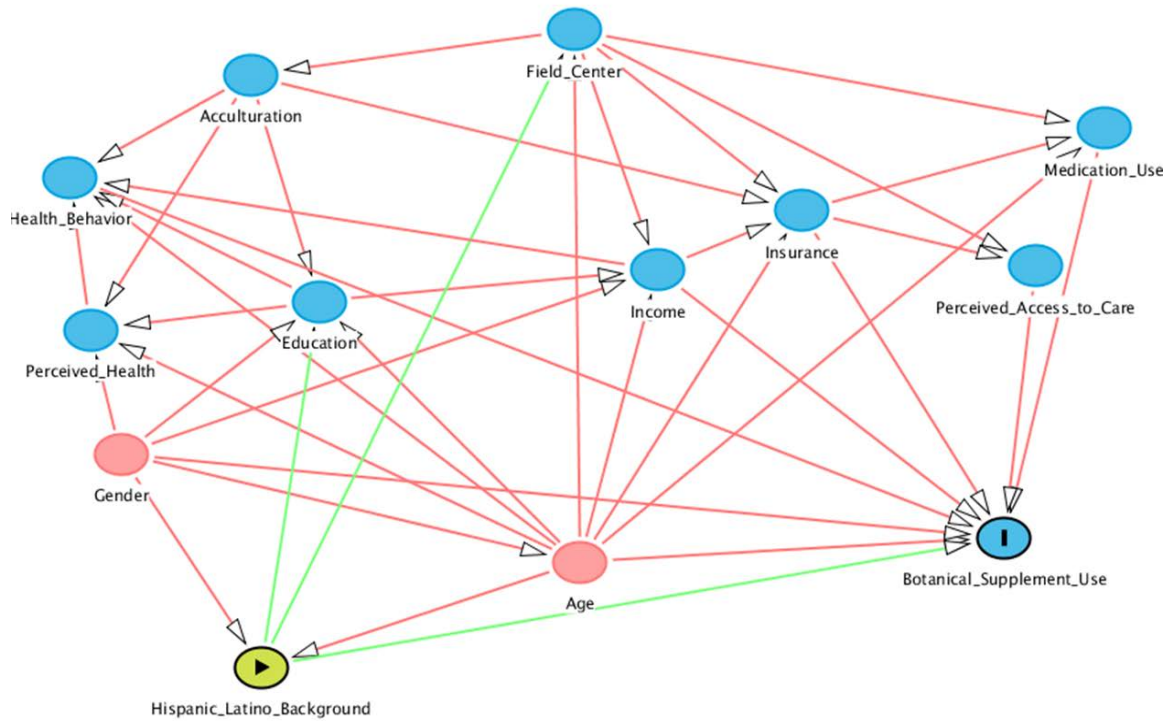 Field_Center
Acculturation
Medication_Use
Health_Behavior
Insurance
Income
Perceived_Access_to_Care
Education
Perceived_Health
Gender
Botanical_Supplement_Use
Age
Hispanic_Latino_Background